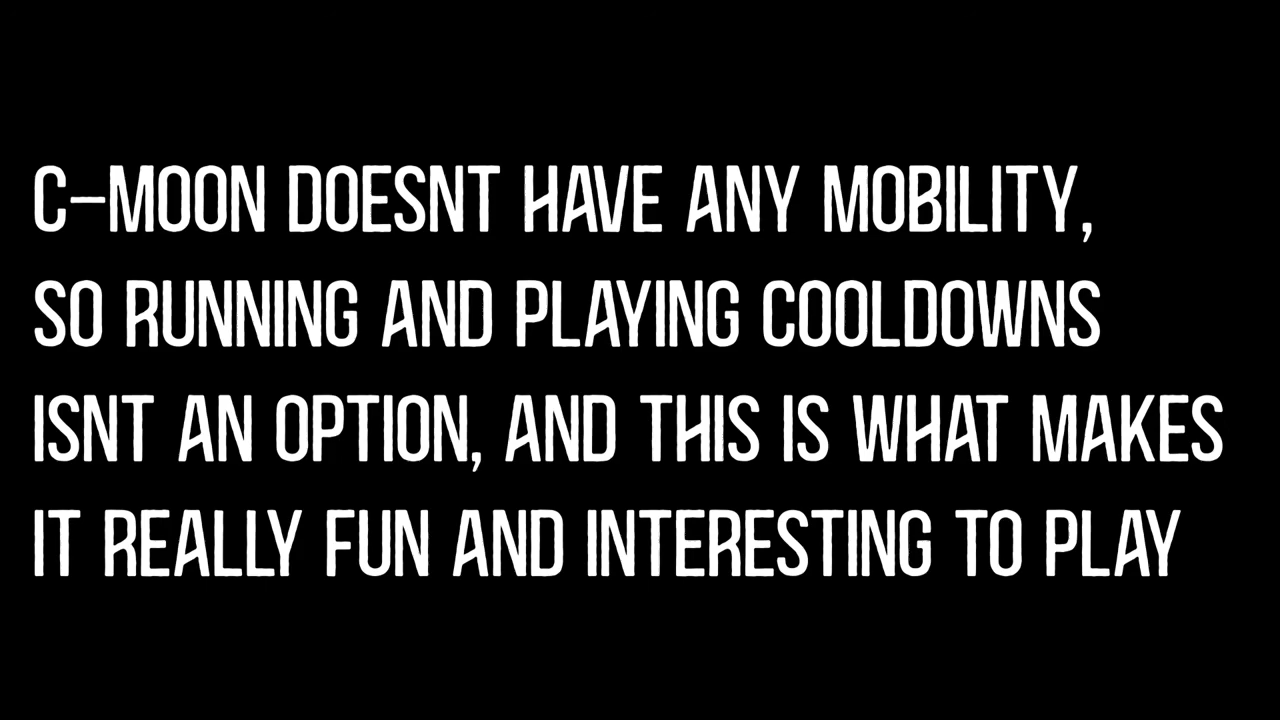 C-MOON DOESNT HAVE ANY MOBILITY,
SO RUNNING AND PLAYING COOLDOWNS
ISNT AN OPTION, AND THIS IS WHAT MAKES
IT REALLY FUN AND INTERESTING TO PLAY